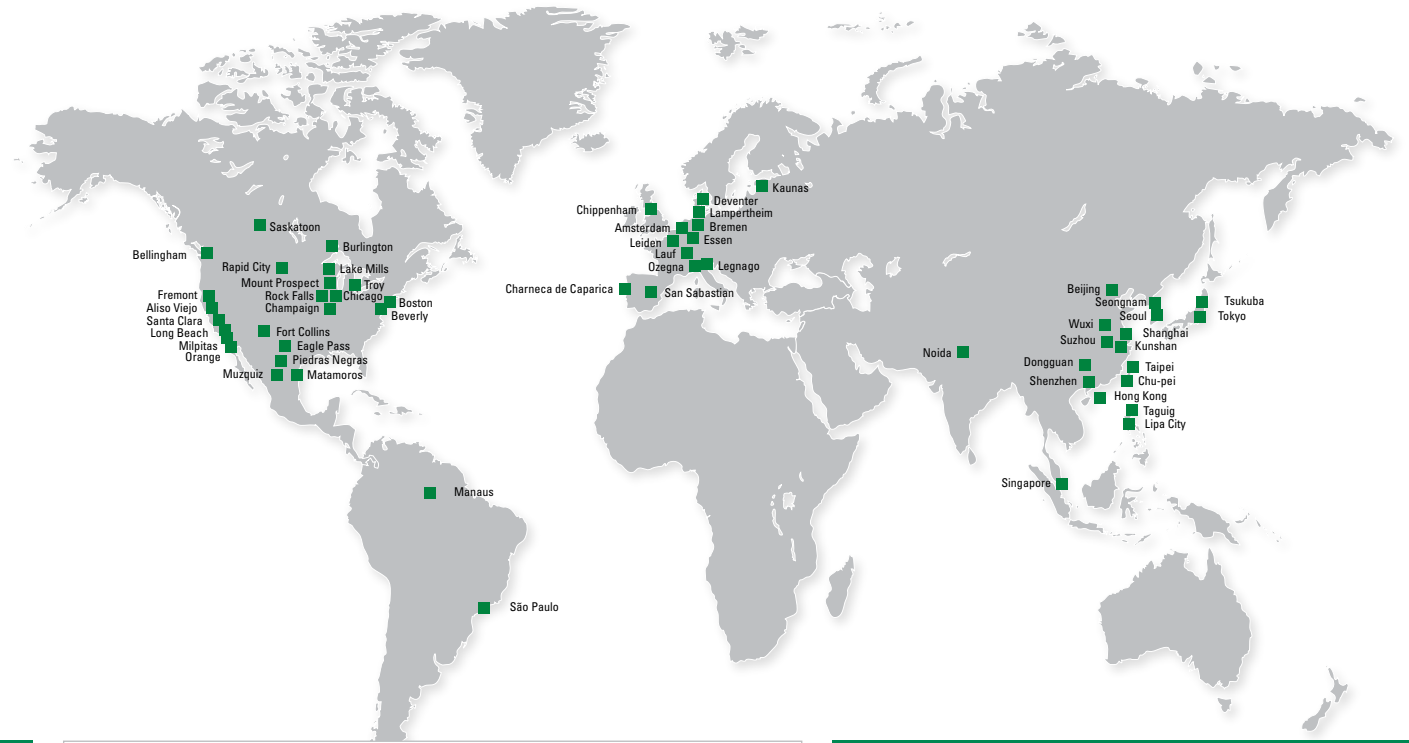 Saskatoon
Bellingham
Burlington
Rapid City
Lake Mills
Mount Prospect
Troy
Rock Falls
Chicago
Champaign
Boston
Beverly
Fremont
Aliso Viejo
Santa Clara
Long Beach
Milpitas
Orange
Fort Collins
Eagle Pass
Piedras Negras
Muzquiz
Matamoros
Manaus
São Paulo
Kaunas
Chippenham
Deventer
Lampertheim
Amsterdam
Bremen
Leiden
Essen
Lauf
Ozegna
Legnago
Charneca de Caparica
San Sabastian
Beijing
Seongnam
Tsukuba
Seoul
Tokyo
Wuxi
Shanghai
Suzhou
Kunshan
Noida
Dongguan
Taipei
Shenzhen
Chu-pei
Hong Kong
Taguig
Lipa City
Singapore